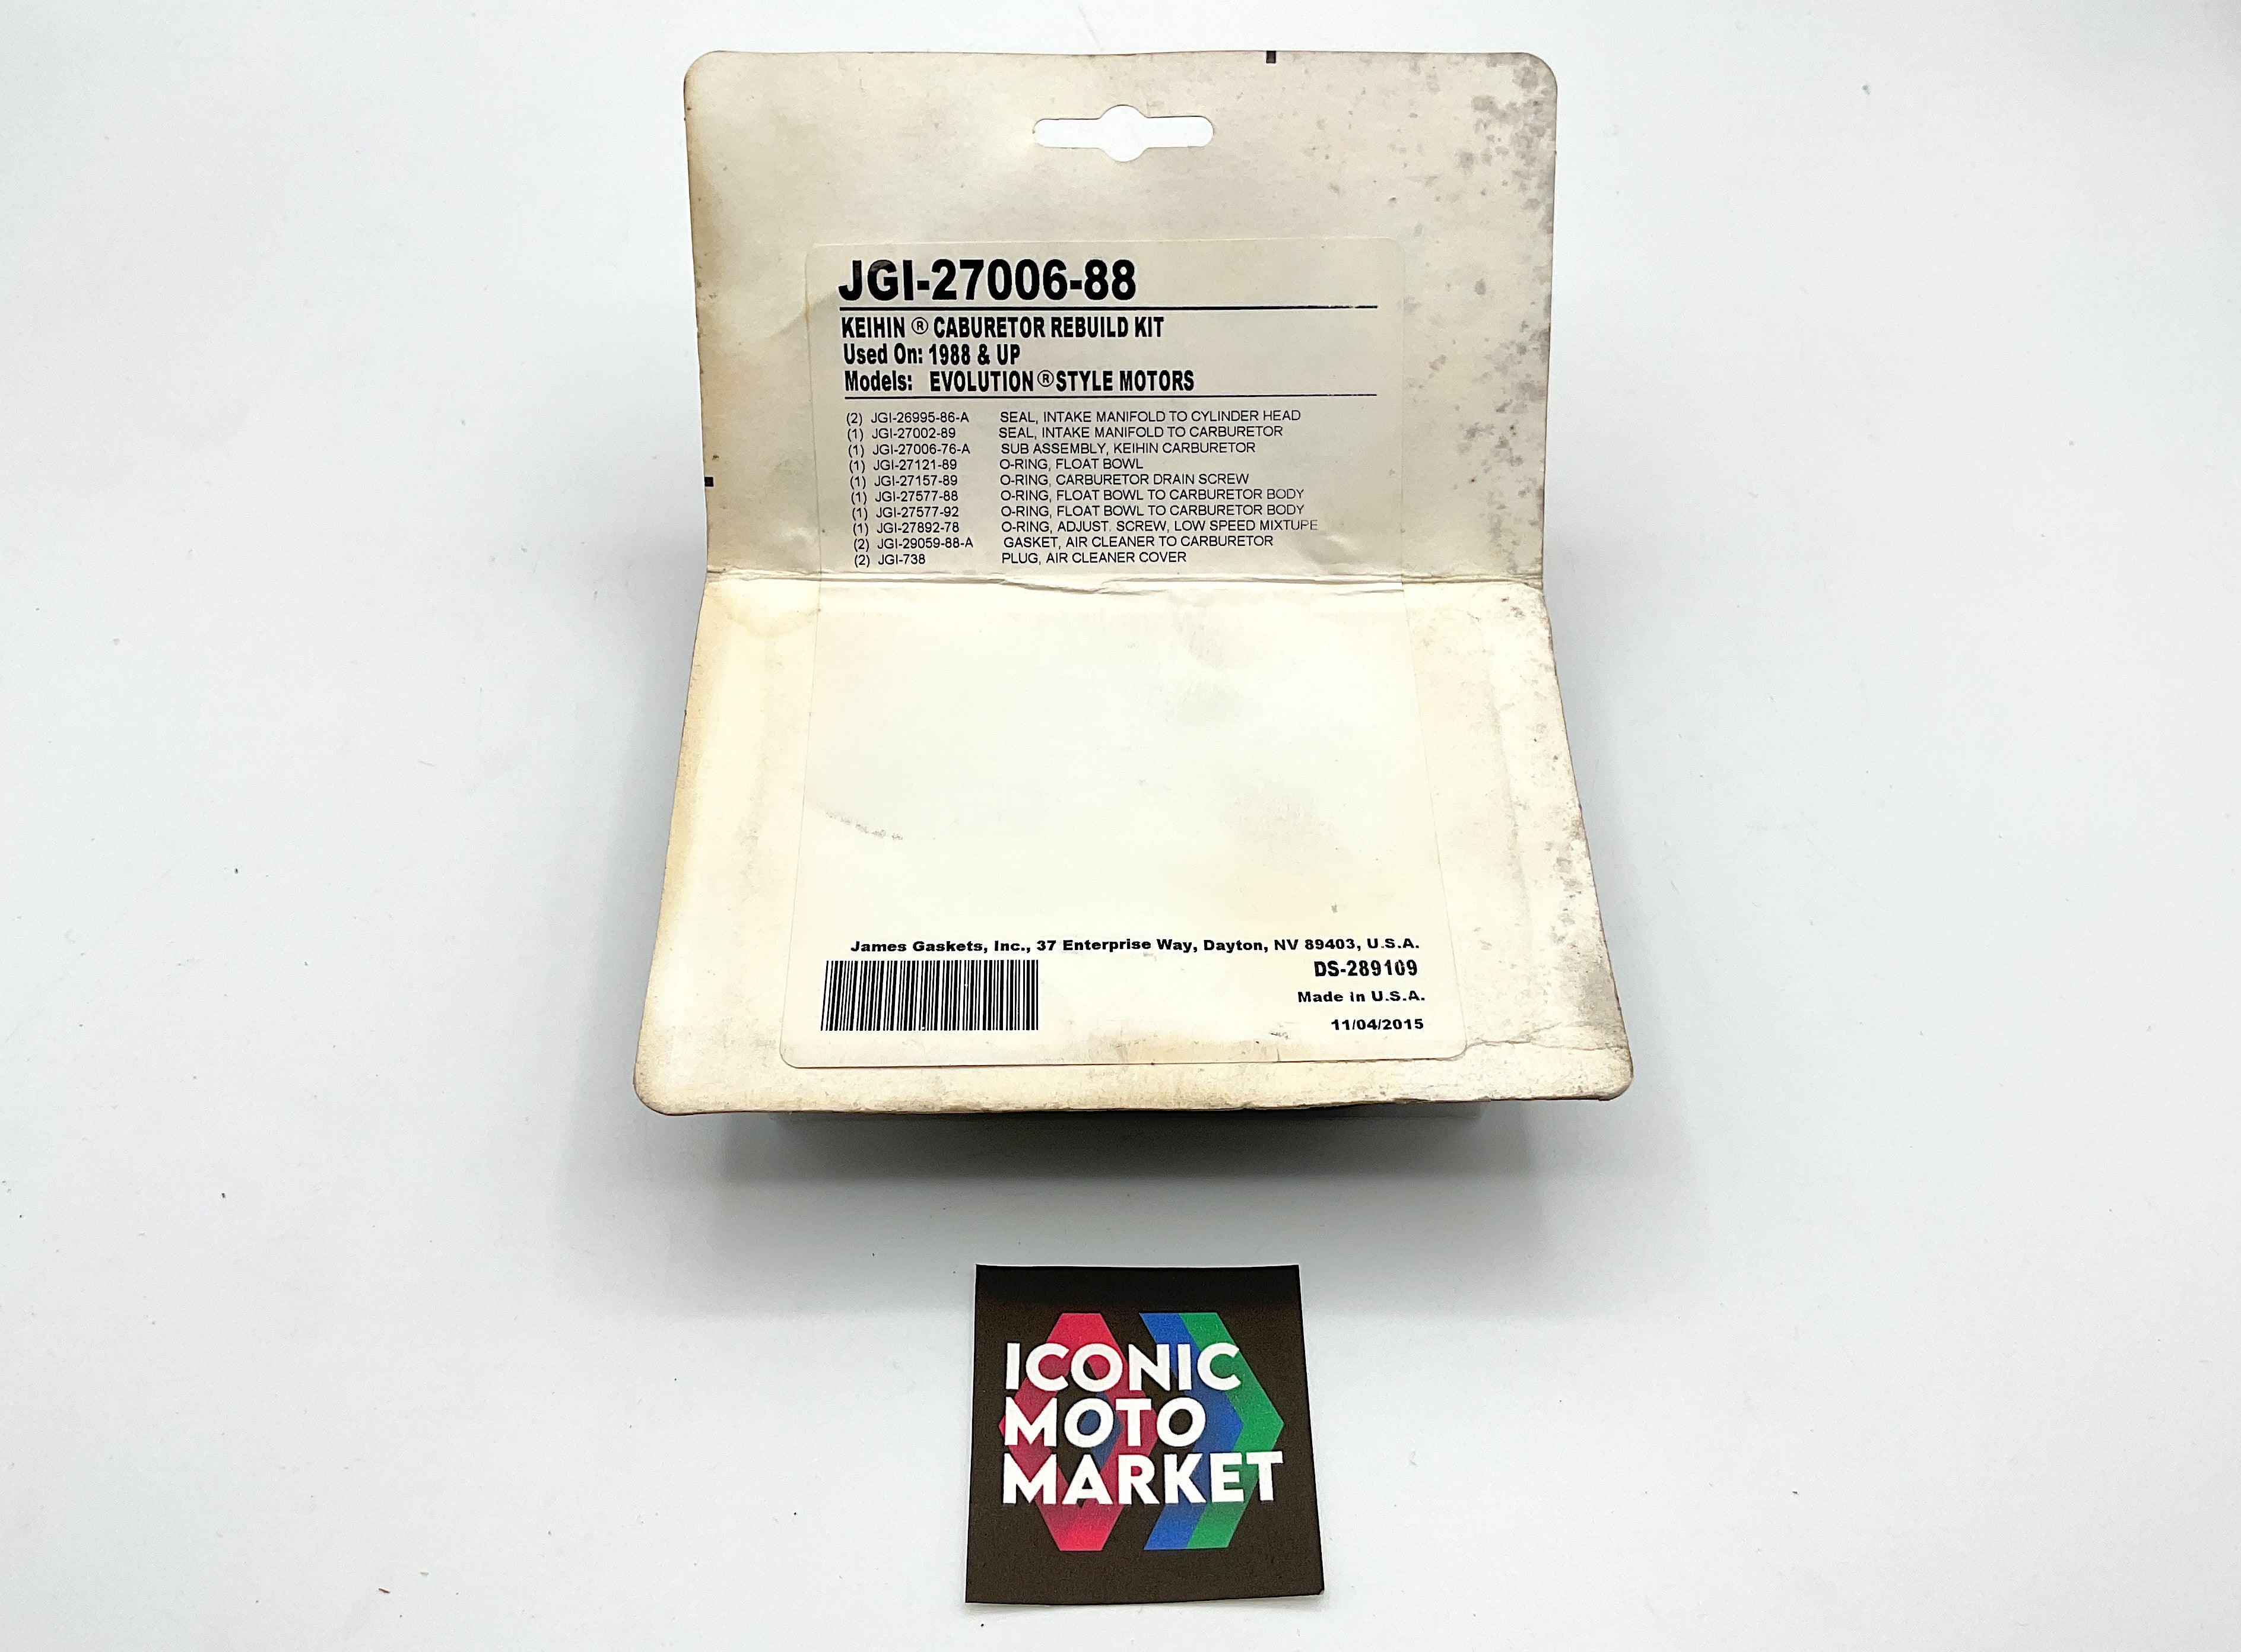 JGI-27006-88
KEIHIN ® CABURETOR REBUILD KIT
Used On: 1988 & UP
Models: EVOLUTION ® STYLE MOTORS
(2) JGI-26995-86-A SEAL, INTAKE MANIFOLD TO CYLINDER HEAD
(1) JGI-27002-89 SEAL, INTAKE MANIFOLD TO CARBURETOR
(1) JGI-27006-76-A SUB ASSEMBLY, KEIHIN CARBURETOR
(1) JGI-27121-89 O-RING, FLOAT BOWL
(1) JGI-27157-89 O-RING, CARBURETOR DRAIN SCREW
(1) JGI-27577-88 O-RING, FLOAT BOWL TO CARBURETOR BODY
(1) JGI-27577-92 O-RING, FLOAT BOWL TO CARBURETOR BODY
(1) JGI-27892-78 O-RING, ADJUST. SCREW, LOW SPEED MIXTURE
(2) JGI-29059-88-A GASKET, AIR CLEANER TO CARBURETOR
(2) JGI-738 PLUG, AIR CLEANER COVER
James Gaskets, Inc., 37 Enterprise Way, Dayton, NV 89403, U.S.A.
DS-289109
Made in U.S.A.
11/04/2015
ICONIC
MOTO
MARKET